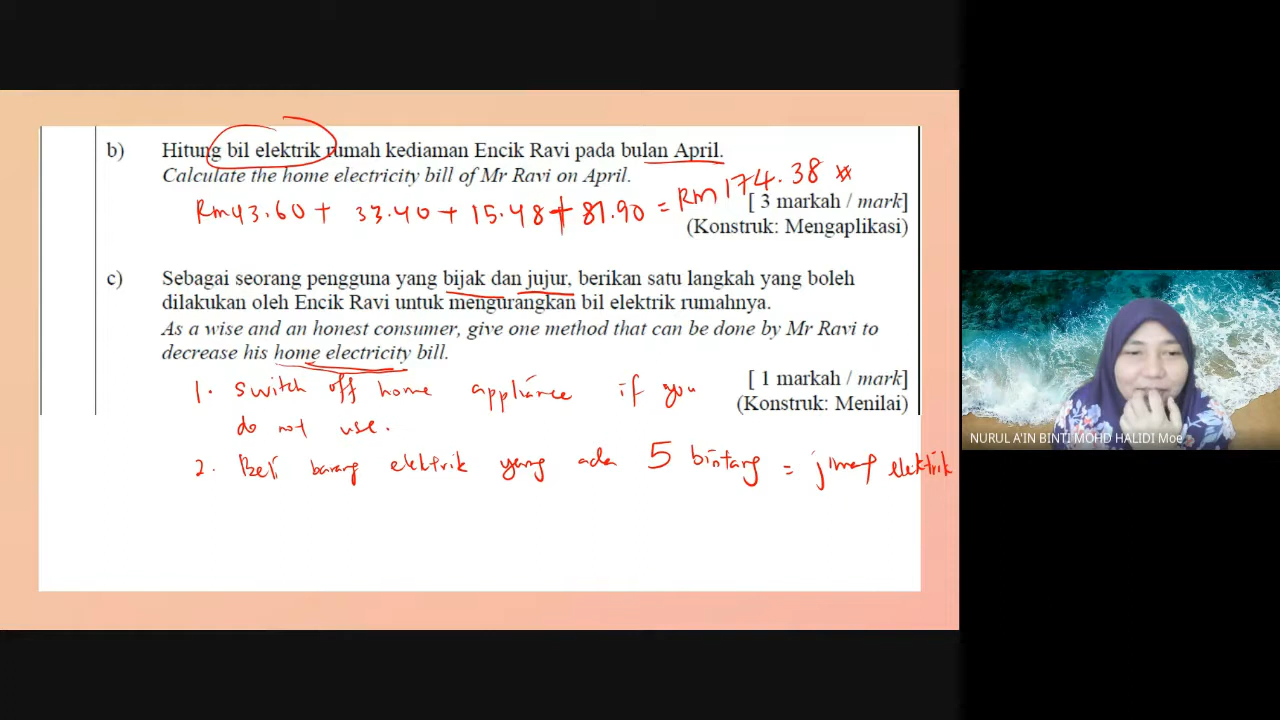 b) Hitung bil elektrik rumah kediaman Encik Ravi pada bulan April.
Calculate the home electricity bill of Mr Ravi on April.
RM43.60 + 33.40 + 15.48 + 81.90 = RM174.38
[ 3 markah / mark]
(Konstruk: Mengaplikasi)
c) Sebagai seorang pengguna yang bijak dan jujur, berikan satu langkah yang boleh
dilakukan oleh Encik Ravi untuk mengurangkan bil elektrik rumahnya.
As a wise and an honest consumer, give one method that can be done by Mr Ravi to
decrease his home electricity bill.
[ 1 markah / mark]
(Konstruk: Menilai)
1. Switch off home appliance if you
do not use.
2. Beli barang elektrik yang ada 5 bintang = jimat elektrik
NURUL A'IN BINTI MOHD HALIDI Moe